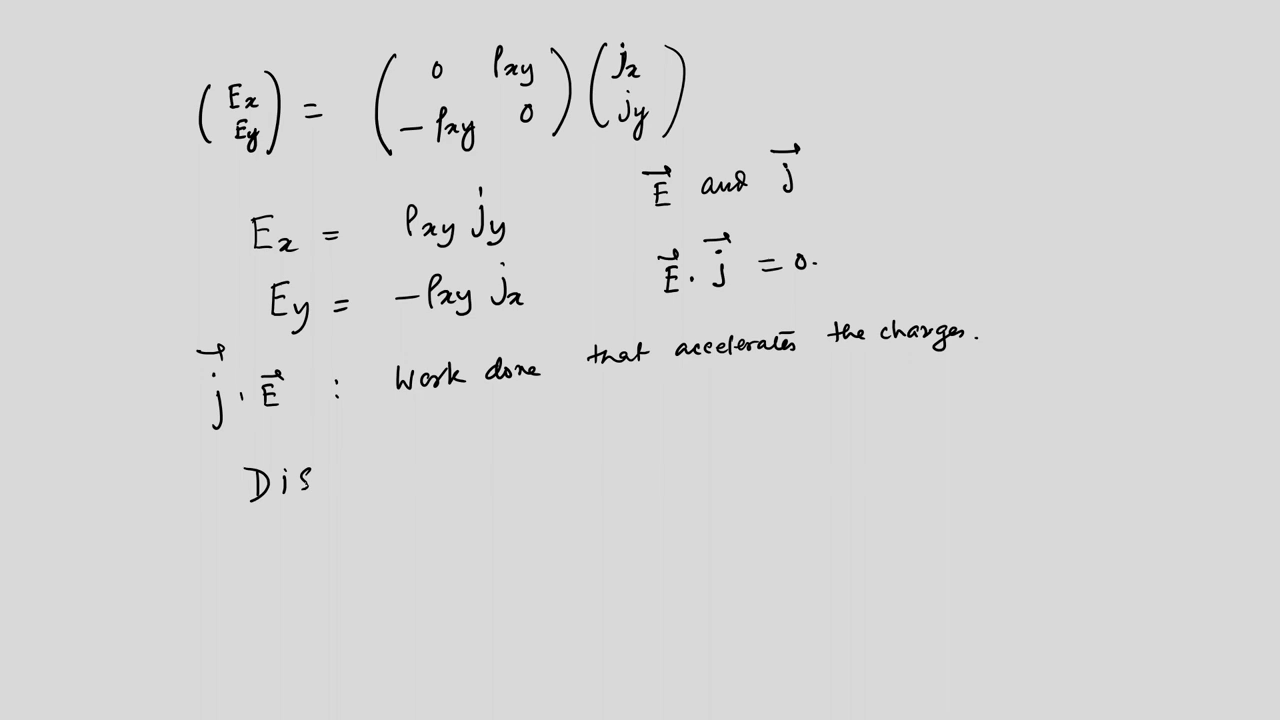 (Ex Ey) = (0 ρxy −ρxy 0) (jx jy)
E⃗ and j⃗
Ex = ρxy jy
E⃗ . j⃗ = 0.
Ey = −ρxy jx
j⃗ . E⃗ : Work done that accelerates the charges.
Dis